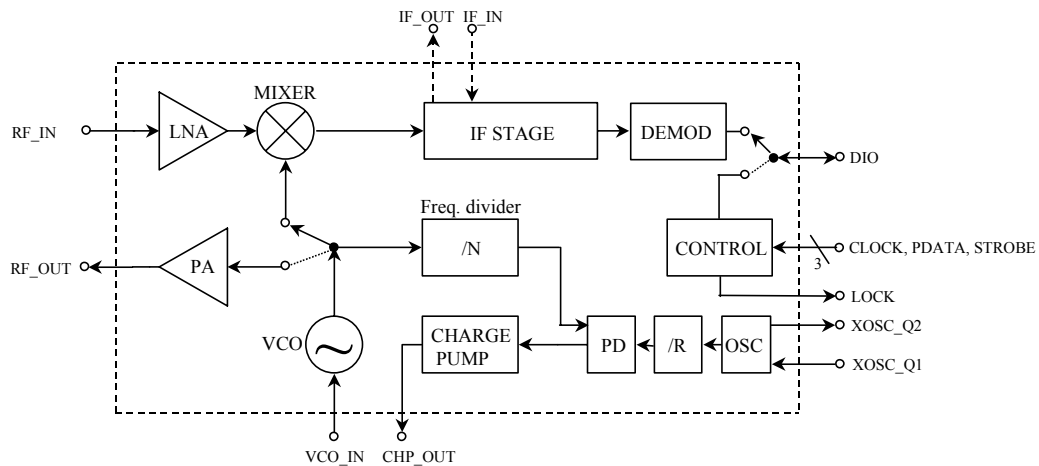 IF_OUT IF_IN
MIXER
RF_IN
LNA
IF STAGE
DEMOD
DIO
Freq. divider
/N
CONTROL
CLOCK, PDATA, STROBE
3
RF_OUT
PA
LOCK
VCO
CHARGE
PUMP
PD
/R
OSC
XOSC_Q2
XOSC_Q1
VCO_IN
CHP_OUT